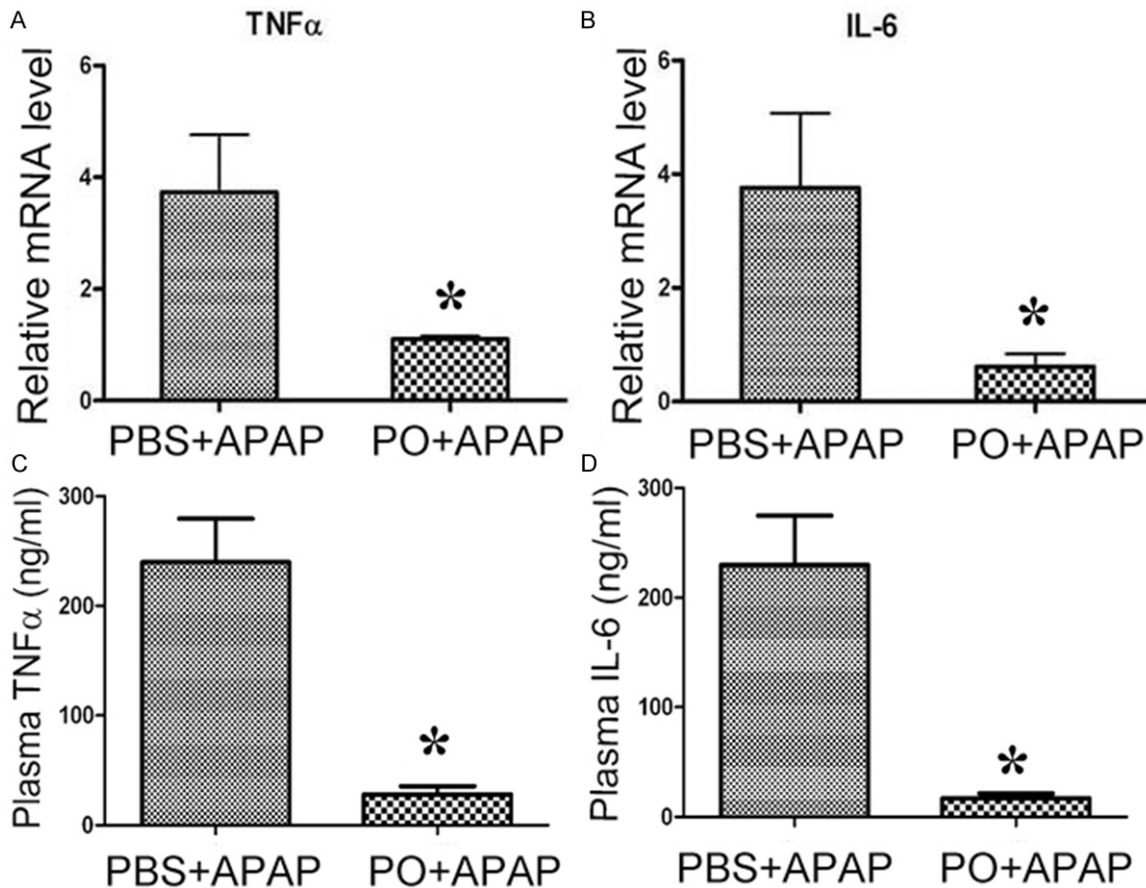 A
TNFα
Relative mRNA level
6
4
2
0
*
PBS+APAP
PO+APAP
B
IL-6
Relative mRNA level
6
4
2
0
*
PBS+APAP
PO+APAP
C
Plasma TNFα (ng/ml)
300
200
100
0
*
PBS+APAP
PO+APAP
D
Plasma IL-6 (ng/ml)
300
200
100
0
*
PBS+APAP
PO+APAP